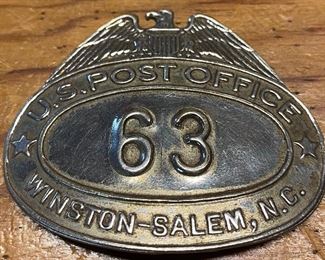 U.S. POST OFFICE
63
WINSTON-SALEM, N.C.